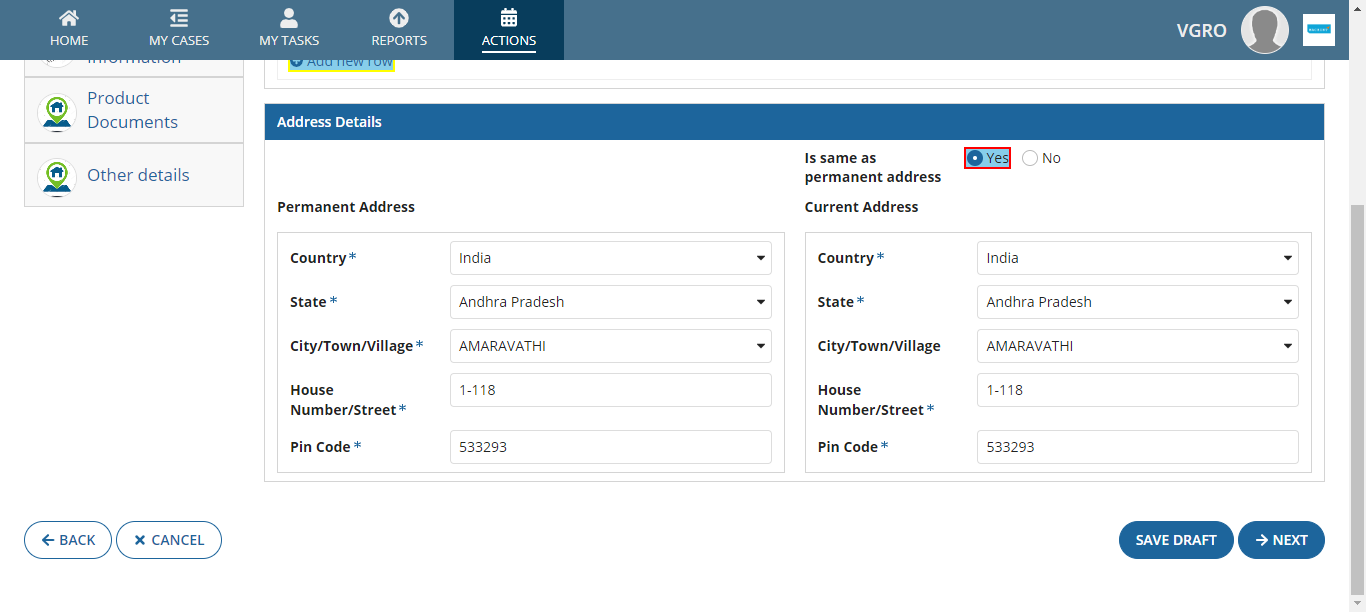 HOME
MY CASES
MY TASKS
REPORTS
ACTIONS
VGRO
Information
Add new row
Product
Documents
Other details
Address Details
Is same as
permanent address
Yes
No
Permanent Address
Current Address
Country *
India
Country *
India
State *
Andhra Pradesh
State *
Andhra Pradesh
City/Town/Village *
AMARAVATHI
City/Town/Village
AMARAVATHI
House
Number/Street *
1-118
House
Number/Street *
1-118
Pin Code *
533293
Pin Code *
533293
BACK
CANCEL
SAVE DRAFT
NEXT